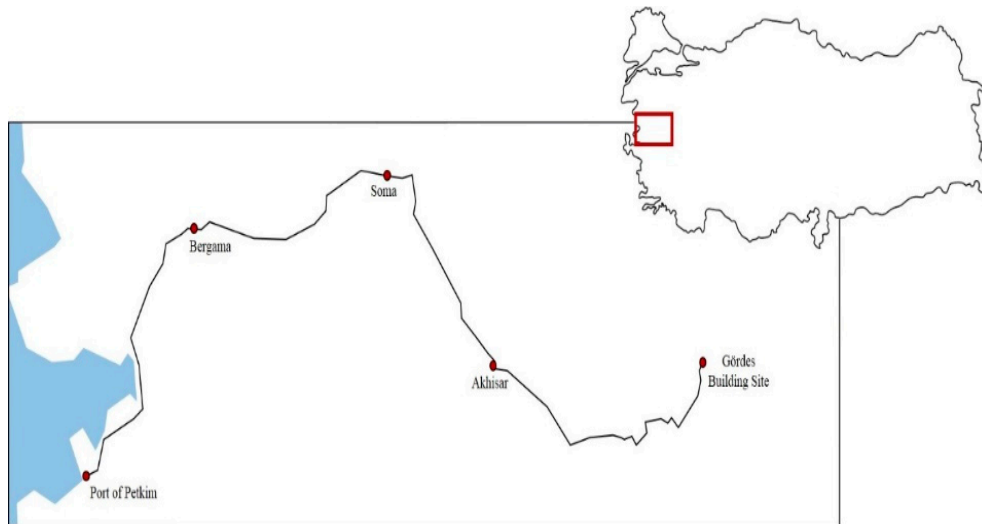 Soma
Bergama
Gördes
Building Site
Akhisar
Port of Petkim